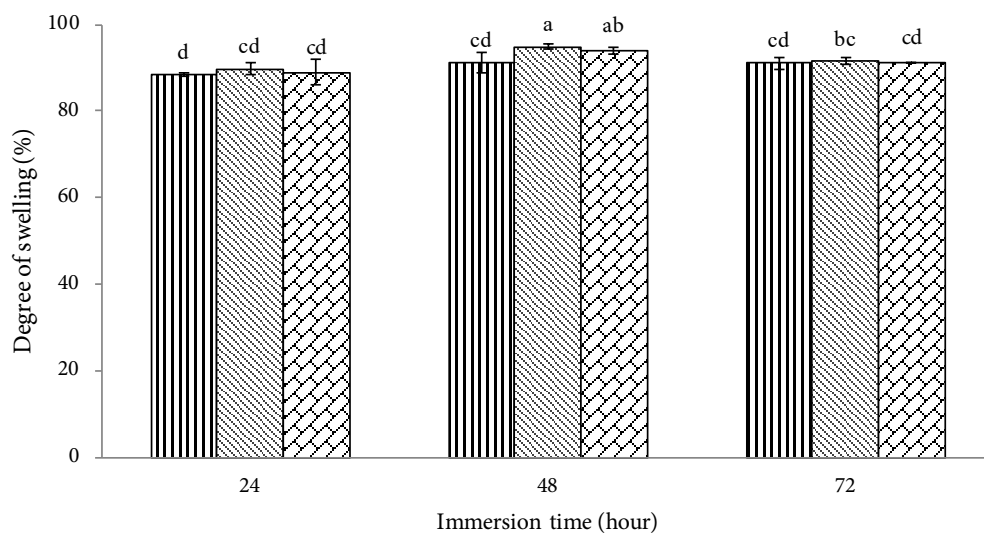 100
80
60
40
20
0
Degree of swelling (%)
d cd cd
cd a ab
cd bc cd
24 48 72
Immersion time (hour)